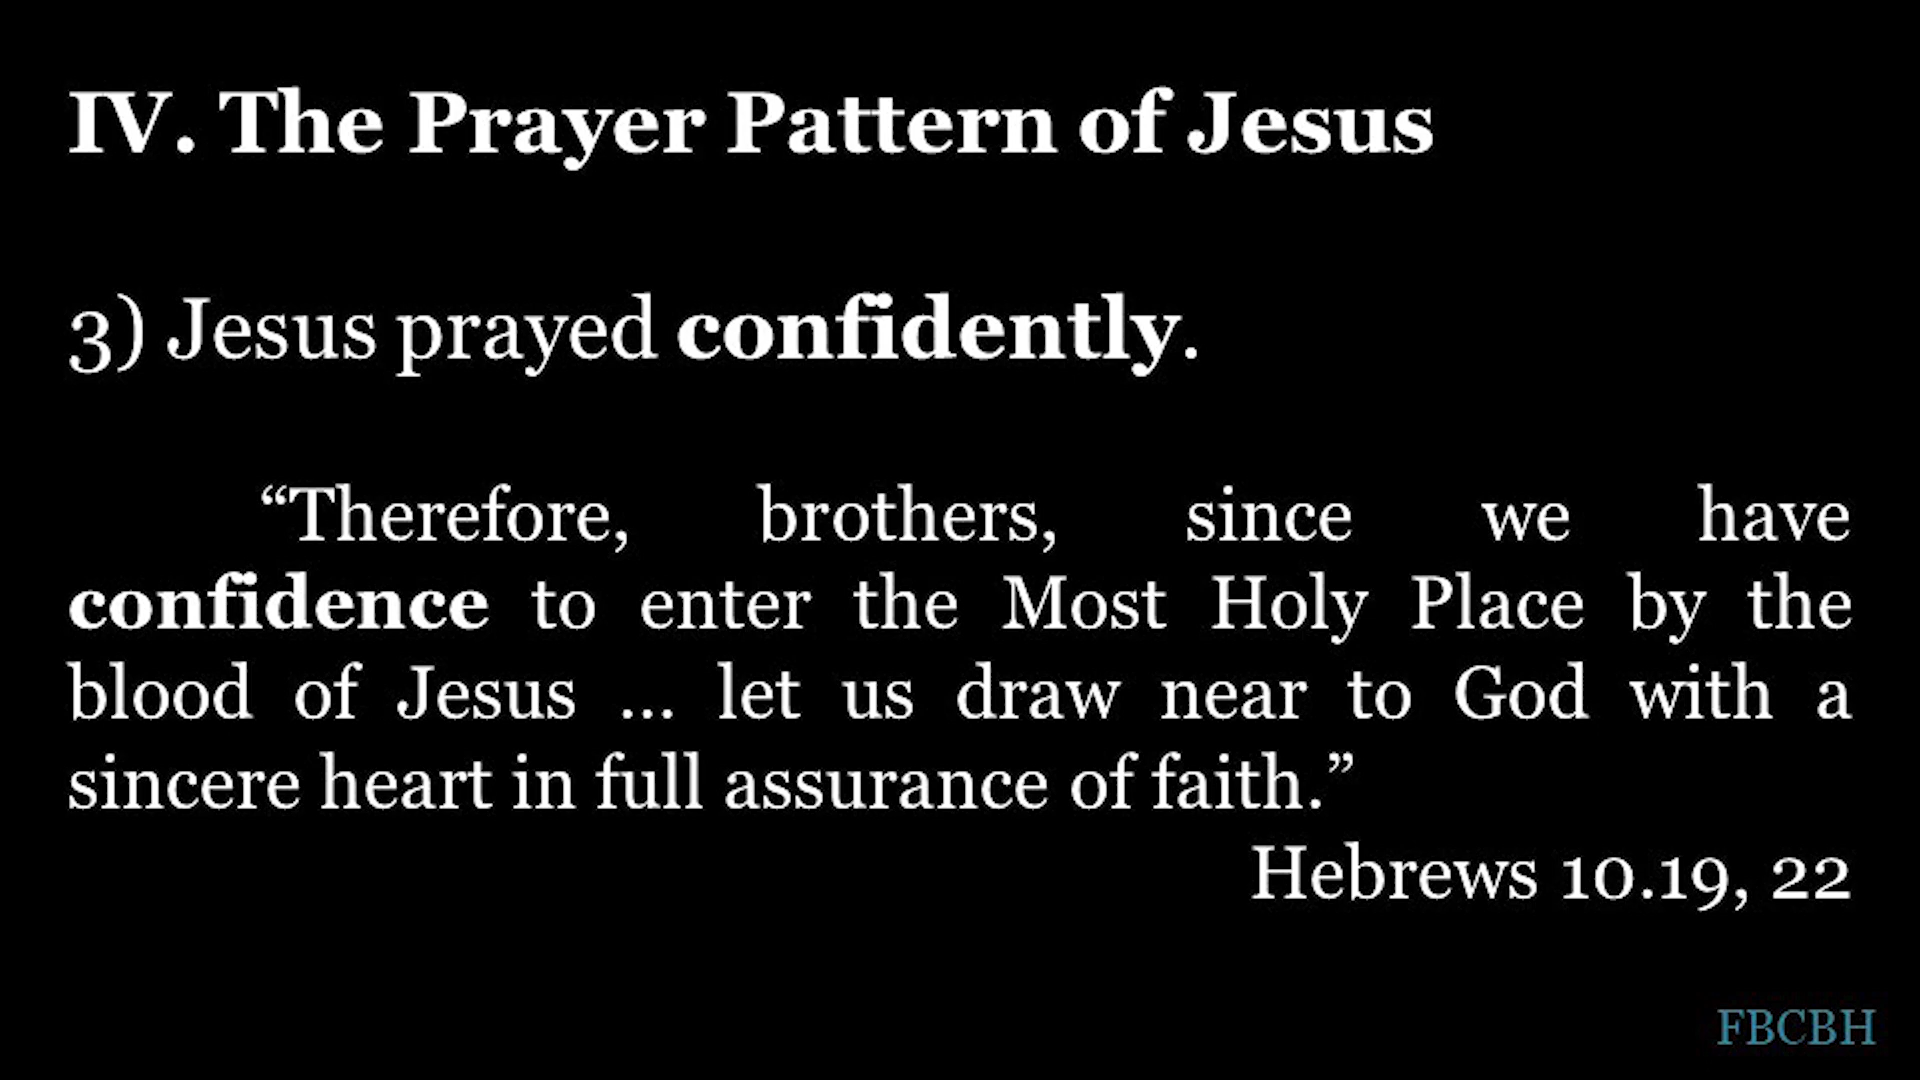 IV. The Prayer Pattern of Jesus
3) Jesus prayed confidently.
“Therefore, brothers, since we have
confidence to enter the Most Holy Place by the
blood of Jesus ... let us draw near to God with a
sincere heart in full assurance of faith.”
Hebrews 10.19, 22
FBCBH